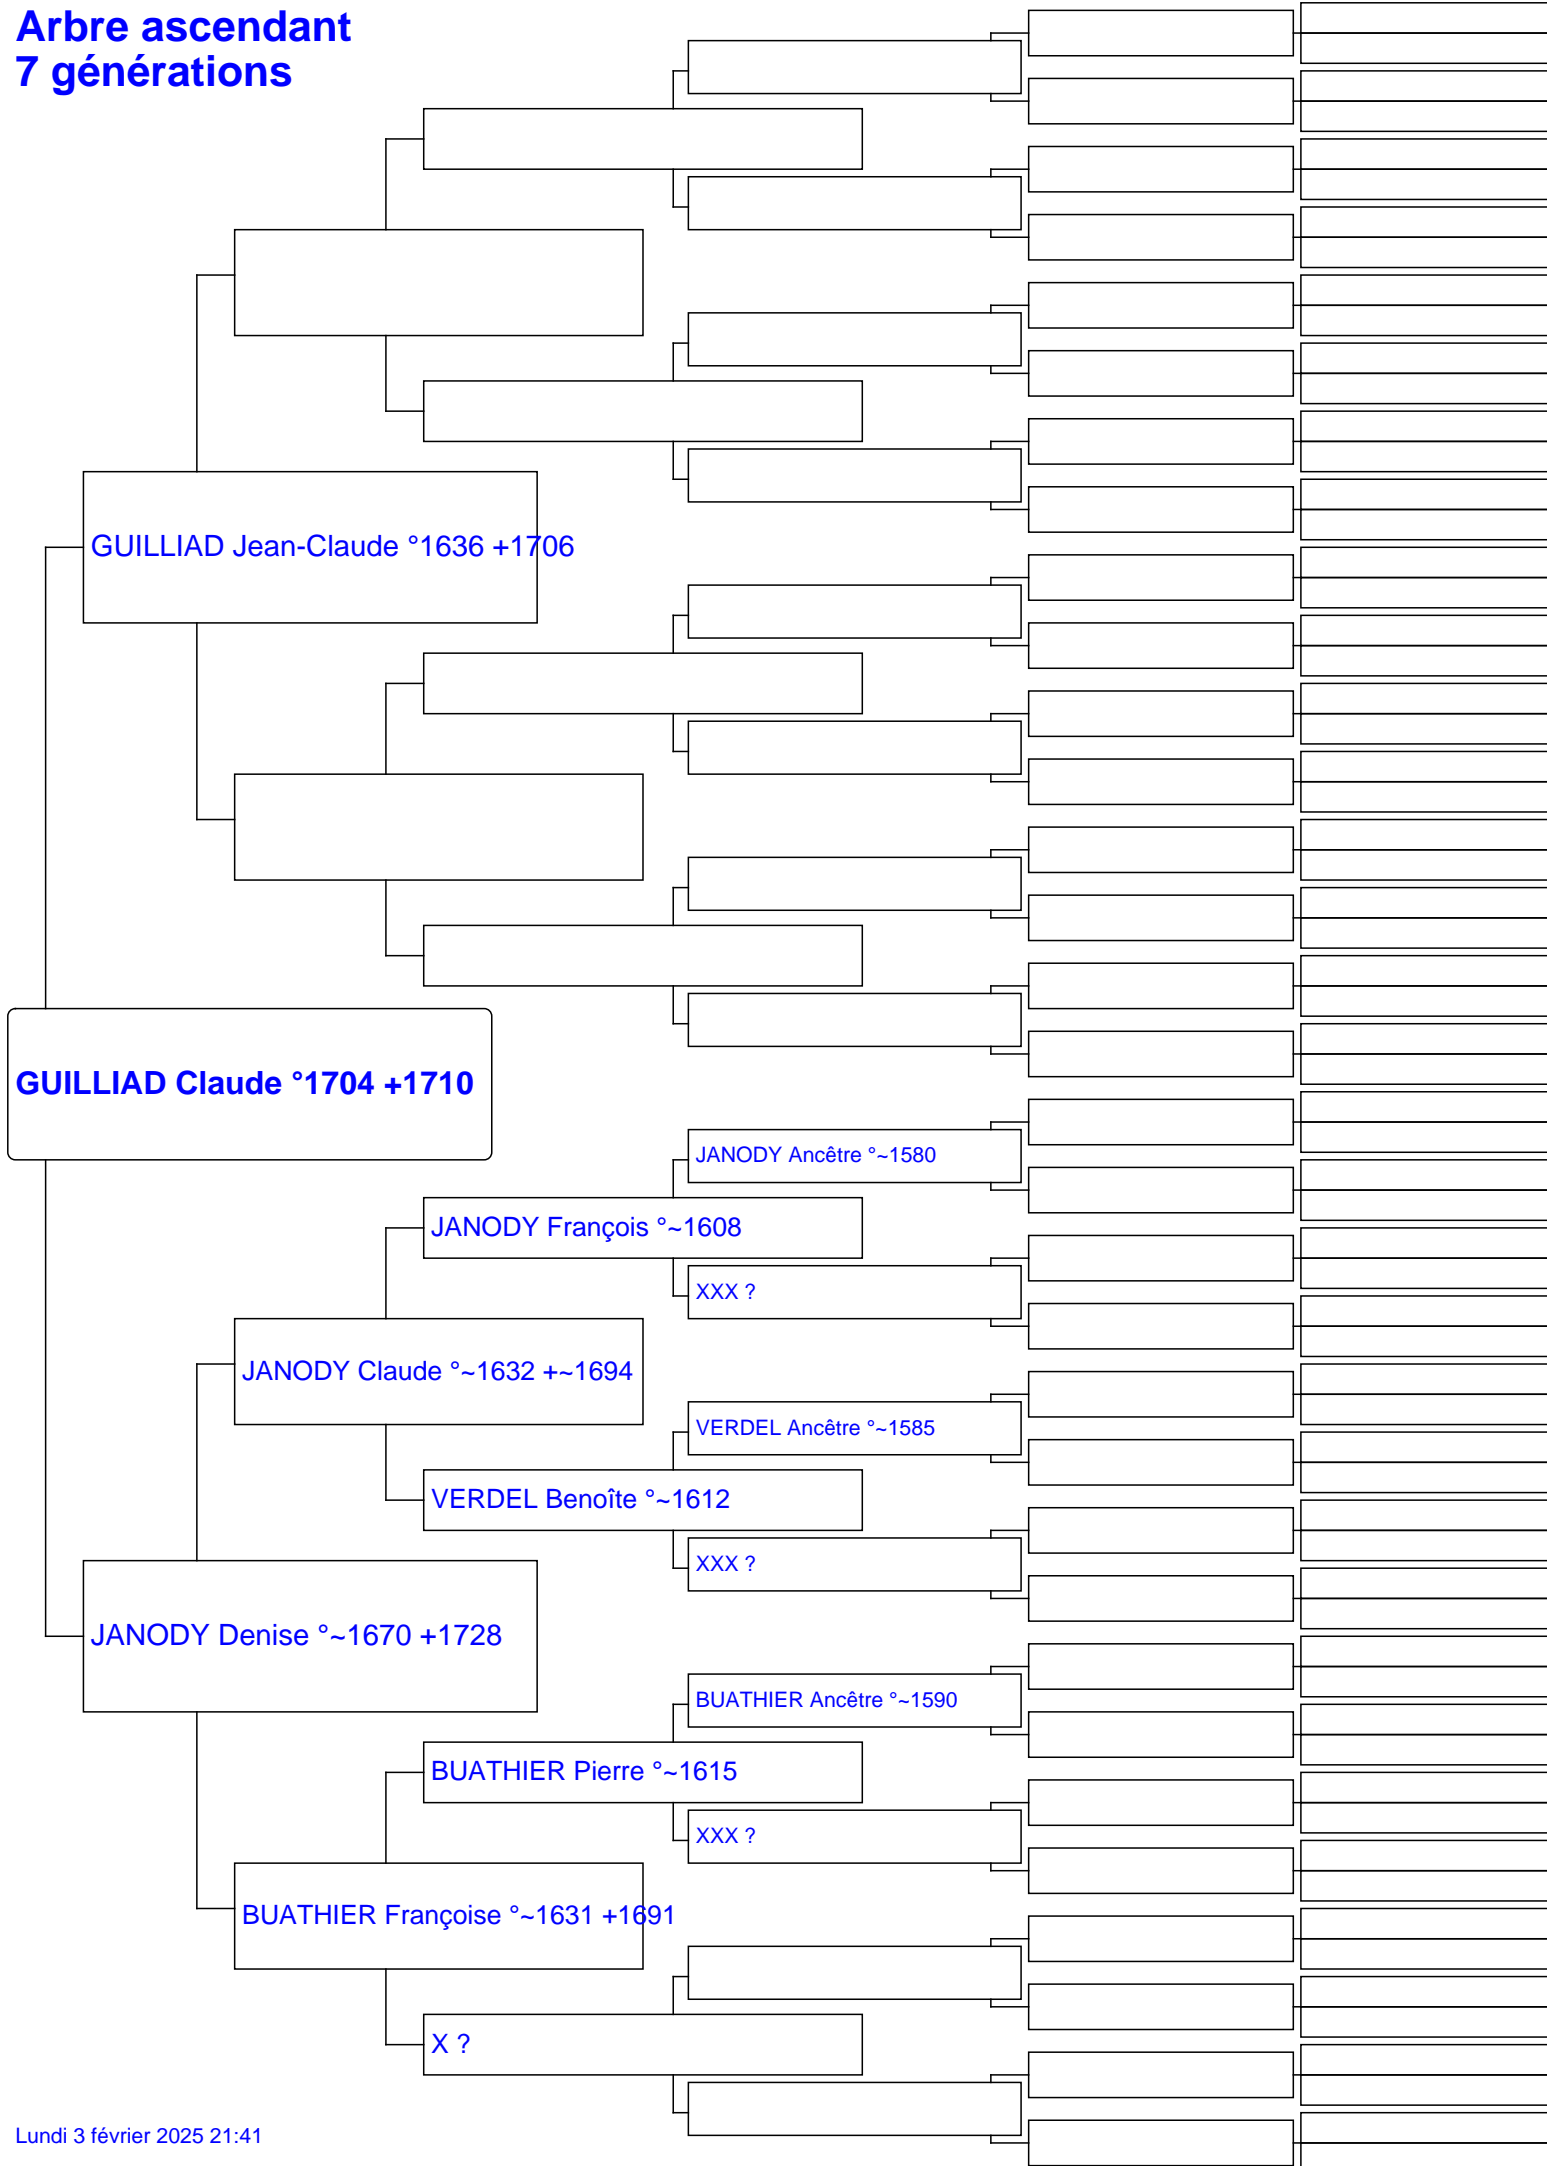 Arbre ascendant
7 générations
GUILLIAD Jean-Claude °1636 +1706
GUILLIAD Claude °1704 +1710
JANODY Ancêtre °~1580
JANODY François °~1608
XXX ?
JANODY Claude °~1632 +~1694
VERDEL Ancêtre °~1585
VERDEL Benoîte °~1612
XXX ?
JANODY Denise °~1670 +1728
BUATHIER Ancêtre °~1590
BUATHIER Pierre °~1615
XXX ?
BUATHIER Françoise °~1631 +1691
X ?
Lundi 3 février 2025 21:41